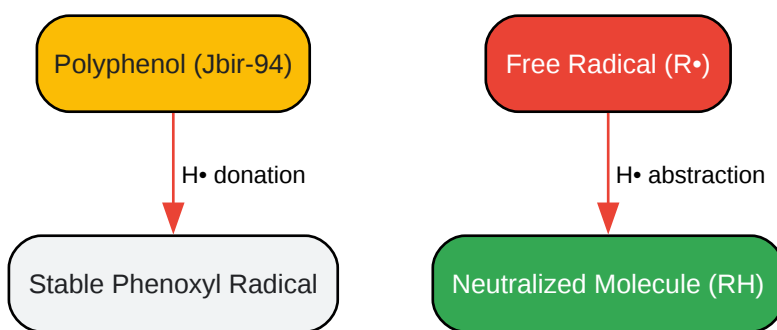 Polyphenol (Jbir-94)
Free Radical (R•)
H• donation
H• abstraction
Stable Phenoxyl Radical
Neutralized Molecule (RH)